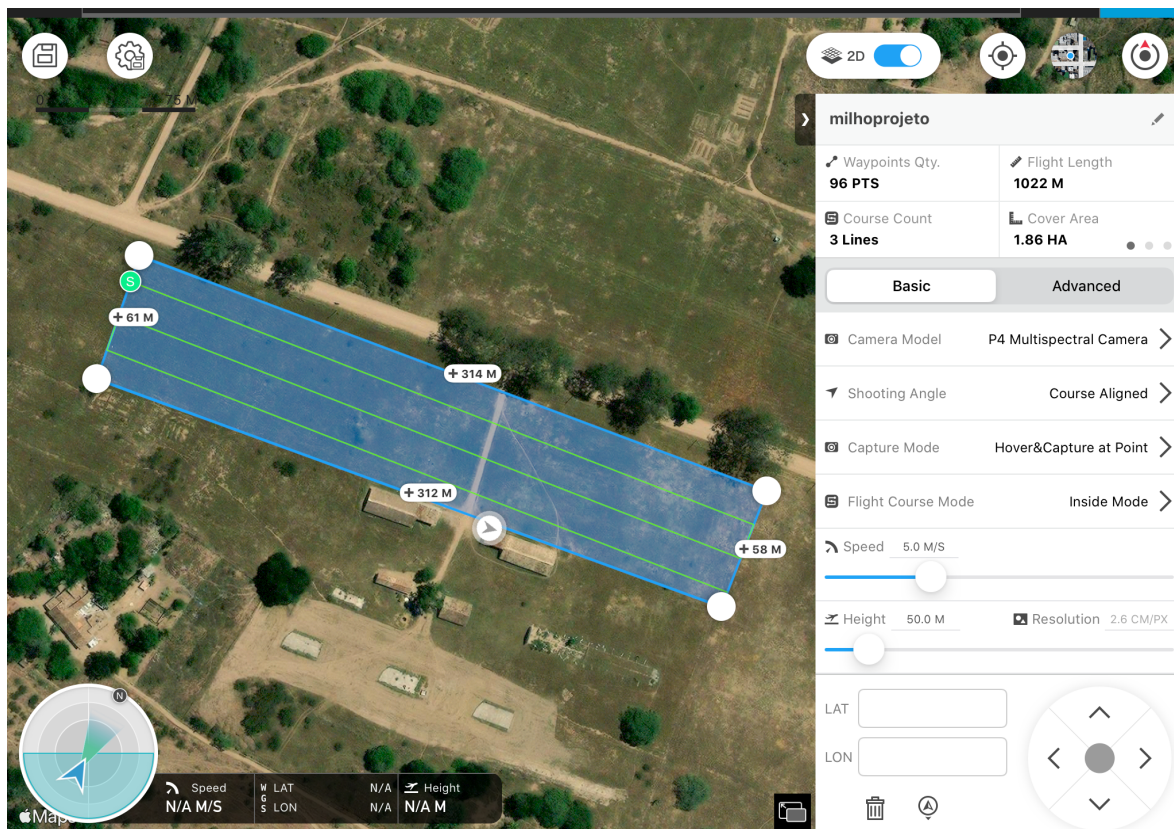 2D
0
75 M
milhoprojeto
Waypoints Qty.
96 PTS
Flight Length
1022 M
Course Count
3 Lines
Cover Area
1.86 HA
Basic
Advanced
Camera Model
P4 Multispectral Camera
Shooting Angle
Course Aligned
Capture Mode
Hover&Capture at Point
Flight Course Mode
Inside Mode
Speed
5.0 M/S
Height
50.0 M
Resolution
2.6 CM/PX
LAT
LON
S
+ 61 M
+ 314 M
+ 312 M
+ 58 M
N
Speed
N/A M/S
WGS
LAT
N/A
LON
N/A
Height
N/A M
Maps